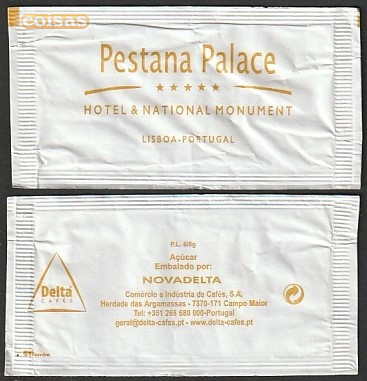 coisas
Pestana Palace
HOTEL & NATIONAL MONUMENT
LISBOA-PORTUGAL
P.L. 6/8g
Açúcar
Embalado por:
NOVADELTA
Comércio e Indústria de Cafés, S.A.
Herdade das Argamassas - 7370-171 Campo Maior
Tel: +351 268 680 000-Portugal
geral@delta-cafes.pt - www.delta-cafes.pt
Delta
CAFÉS